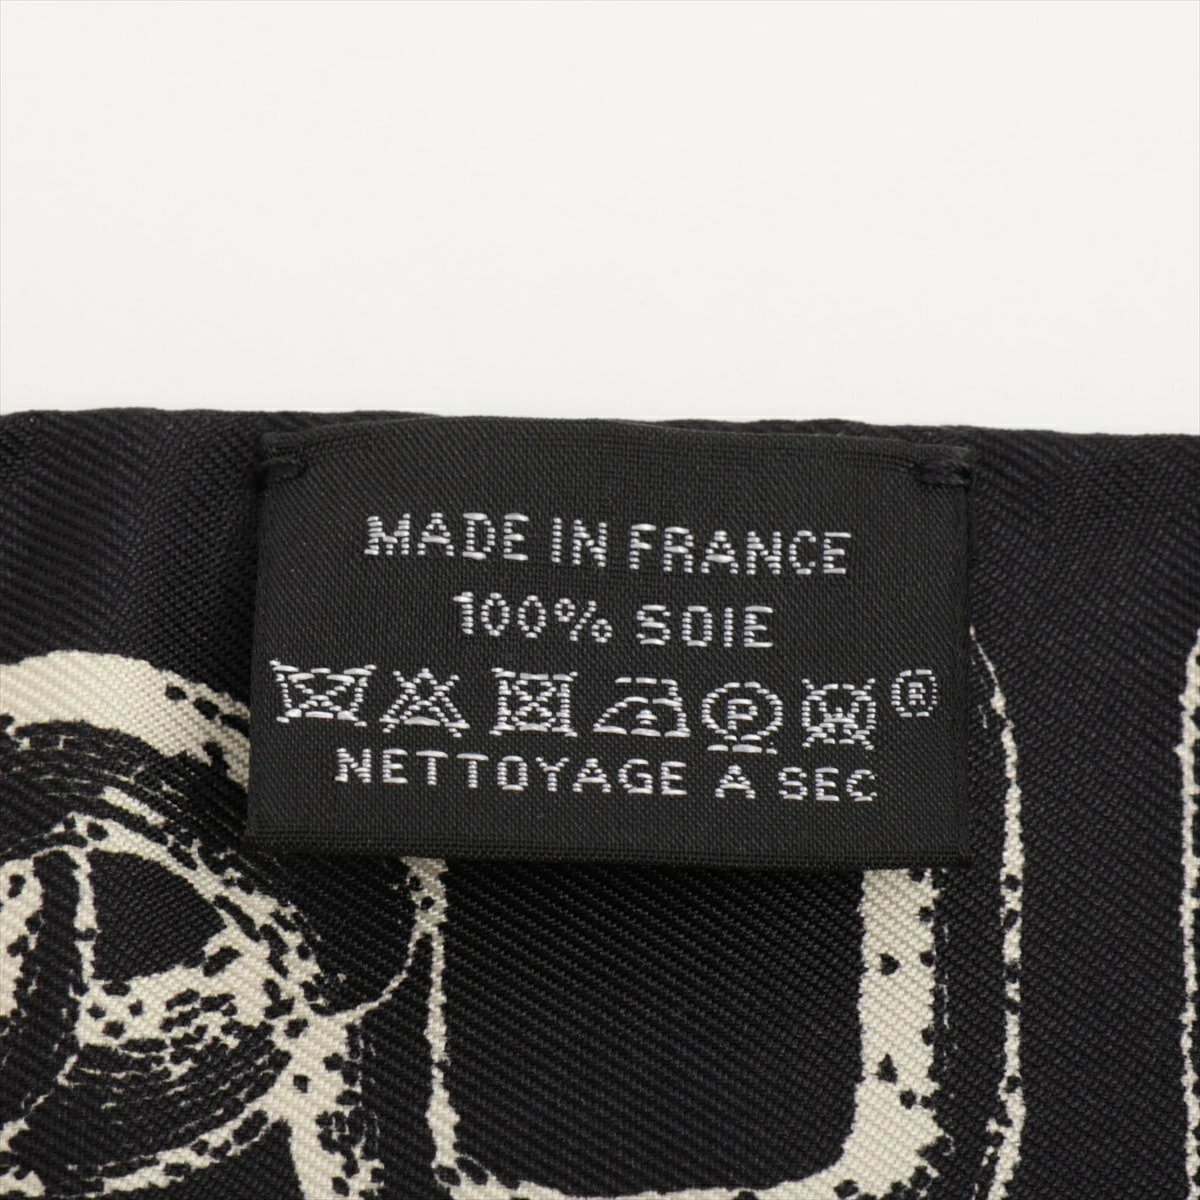 MADE IN FRANCE
100% SOIE
P W ®
NETTOYAGE A SEC